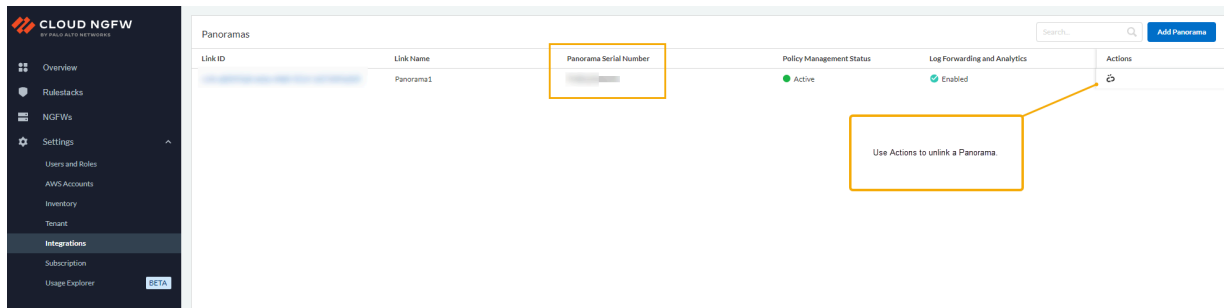 CLOUD NGFW
BY PALO ALTO NETWORKS
Overview
Rulestacks
NGFWs
Settings
Users and Roles
AWS Accounts
Inventory
Tenant
Integrations
Subscription
Usage Explorer BETA
Panoramas Search... Add Panorama
Link ID Link Name Panorama Serial Number Policy Management Status Log Forwarding and Analytics Actions
Panorama1 Active Enabled
Use Actions to unlink a Panorama.